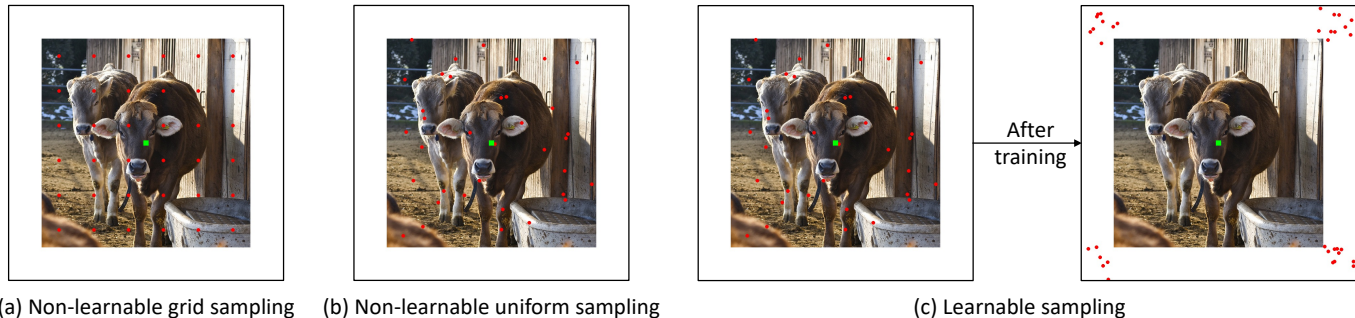 After
training
(a) Non-learnable grid sampling
(b) Non-learnable uniform sampling
(c) Learnable sampling